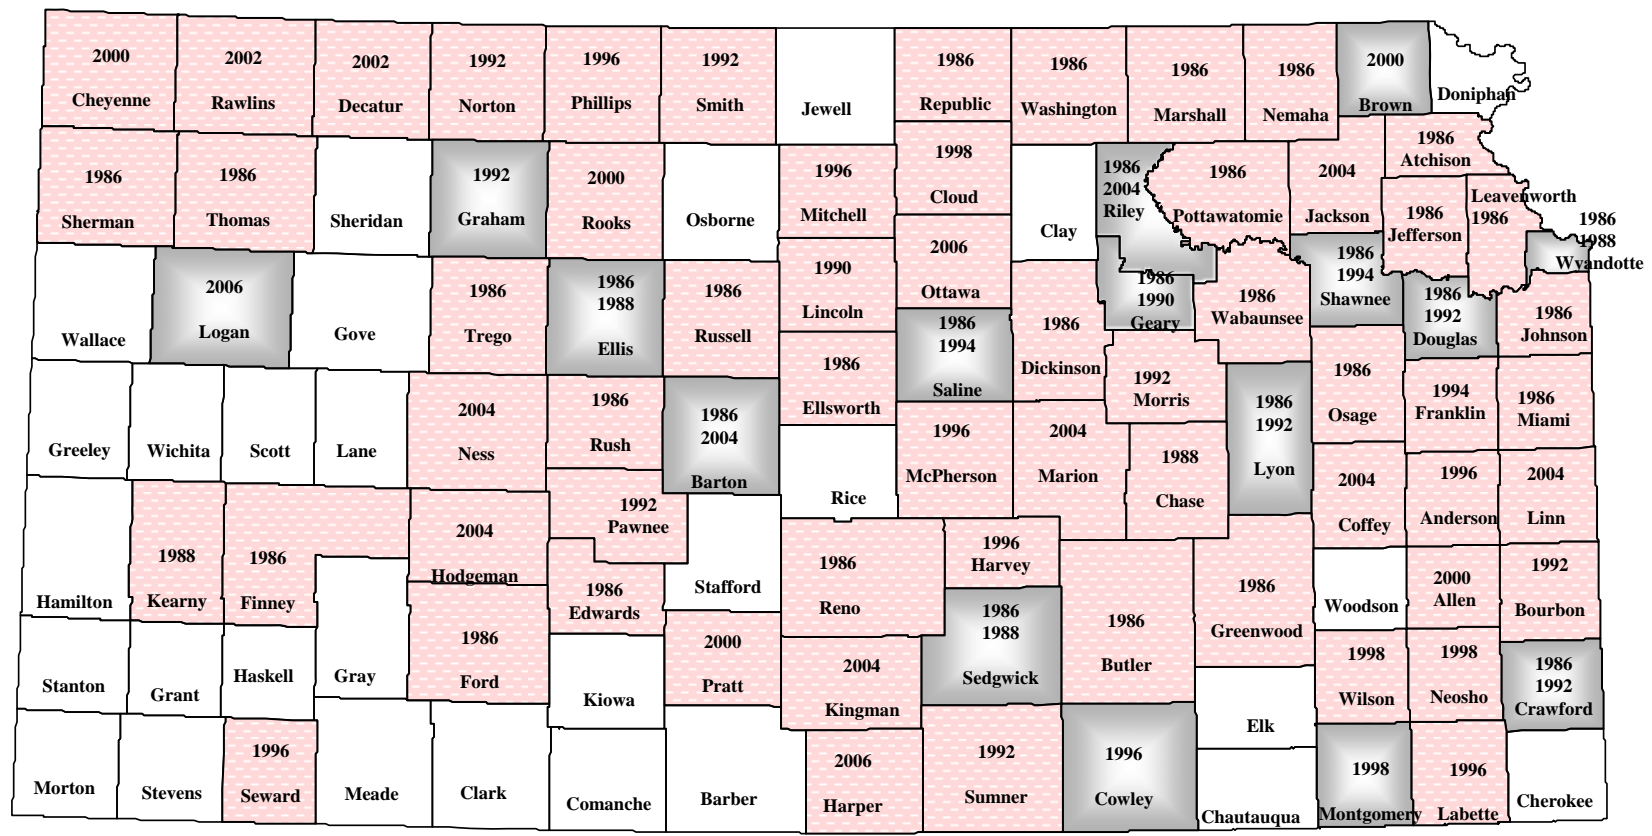 2000
Cheyenne
2002
Rawlins
2002
Decatur
1992
Norton
1996
Phillips
1992
Smith
Jewell
1986
Republic
1986
Washington
1986
Marshall
1986
Nemaha
2000
Brown
Doniphan
1986
Sherman
1986
Thomas
Sheridan
1992
Graham
2000
Rooks
Osborne
1996
Mitchell
1998
Cloud
Clay
1986
2004
Riley
1986
Pottawatomie
2004
Jackson
1986
Atchison
1986
Jefferson
Leavenworth
1986
1986
1988
Wyandotte
Wallace
2006
Logan
Gove
1986
Trego
1986
1988
Ellis
1986
Russell
1990
Lincoln
2006
Ottawa
1986
1990
Geary
1986
Wabaunsee
1986
1994
Shawnee
1986
1992
Douglas
1986
Johnson
1986
Ellsworth
1986
1994
Saline
1986
Dickinson
1992
Morris
Greeley
Wichita
Scott
Lane
2004
Ness
1986
Rush
1986
2004
Barton
Rice
1996
McPherson
2004
Marion
1988
Chase
1986
1992
Lyon
1986
Osage
1994
Franklin
1986
Miami
Hamilton
1988
Kearny
1986
Finney
2004
Hodgeman
1992
Pawnee
1986
Edwards
Stafford
1986
Reno
1996
Harvey
1986
1988
Sedgwick
1986
Butler
1986
Greenwood
2004
Coffey
1996
Anderson
2004
Linn
Woodson
2000
Allen
1992
Bourbon
Stanton
Grant
Haskell
Gray
1986
Ford
Kiowa
2000
Pratt
2004
Kingman
Elk
1998
Wilson
1998
Neosho
1986
1992
Crawford
Morton
Stevens
1996
Seward
Meade
Clark
Comanche
Barber
2006
Harper
1992
Sumner
1996
Cowley
Chautauqua
1998
Montgomery
1996
Labette
Cherokee